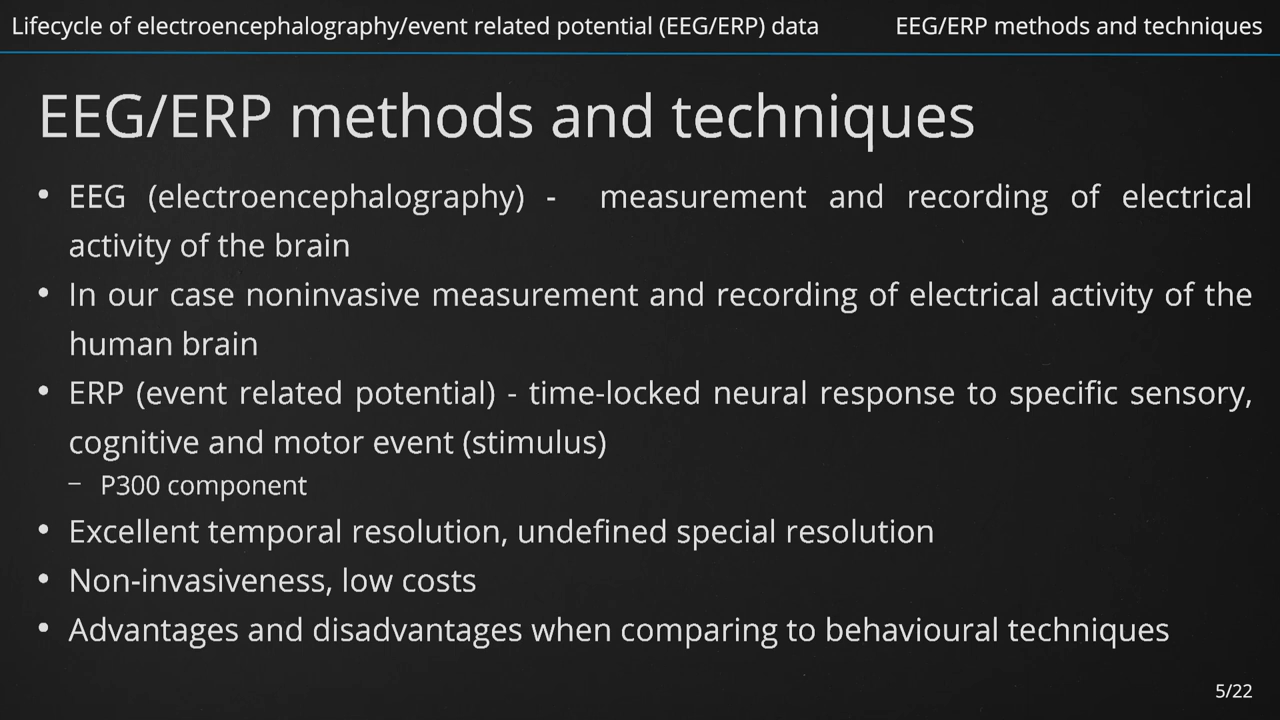 Lifecycle of electroencephalography/event related potential (EEG/ERP) data EEG/ERP methods and techniques
EEG/ERP methods and techniques
• EEG (electroencephalography) - measurement and recording of electrical
activity of the brain
• In our case noninvasive measurement and recording of electrical activity of the
human brain
• ERP (event related potential) - time-locked neural response to specific sensory,
cognitive and motor event (stimulus)
– P300 component
• Excellent temporal resolution, undefined special resolution
• Non-invasiveness, low costs
• Advantages and disadvantages when comparing to behavioural techniques
5/22